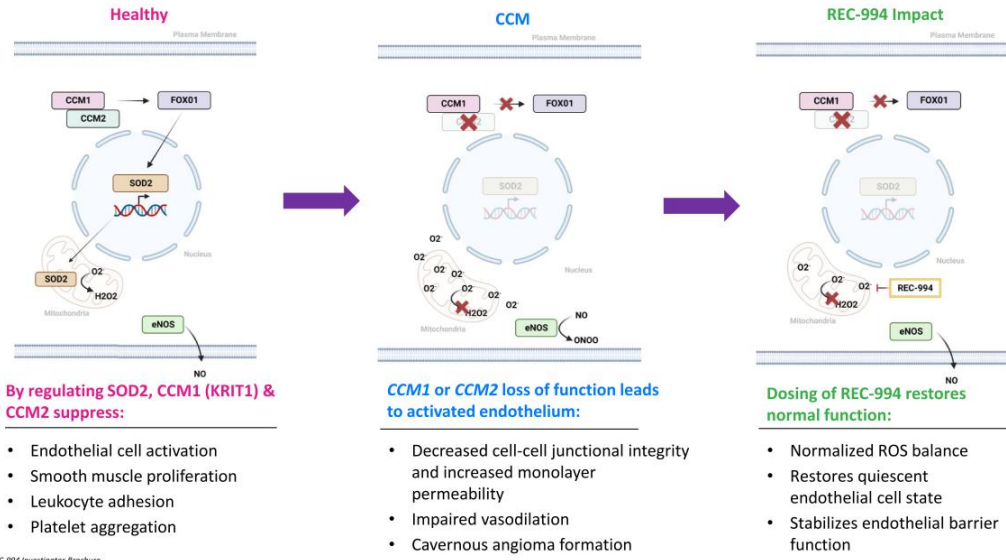 Healthy
Plasma Membrane
CCM1
FOX01
CCM2
SOD2
Nucleus
SOD2
O2-
H2O2
Mitochondria
eNOS
NO
By regulating SOD2, CCM1 (KRIT1) &
CCM2 suppress:
• Endothelial cell activation
• Smooth muscle proliferation
• Leukocyte adhesion
• Platelet aggregation
CCM
Plasma Membrane
CCM1
FOX01
SOD2
Nucleus
O2-
O2-
O2-
O2-
O2-
O2-
O2-
O2-
H2O2
Mitochondria
eNOS
NO
ONOO
CCM1 or CCM2 loss of function leads
to activated endothelium:
• Decreased cell-cell junctional integrity
and increased monolayer
permeability
• Impaired vasodilation
• Cavernous angioma formation
REC-994 Impact
Plasma Membrane
CCM1
FOX01
SOD2
Nucleus
O2-
O2-
O2-
H2O2
REC-994
Mitochondria
eNOS
NO
Dosing of REC-994 restores
normal function:
• Normalized ROS balance
• Restores quiescent
endothelial cell state
• Stabilizes endothelial barrier
function